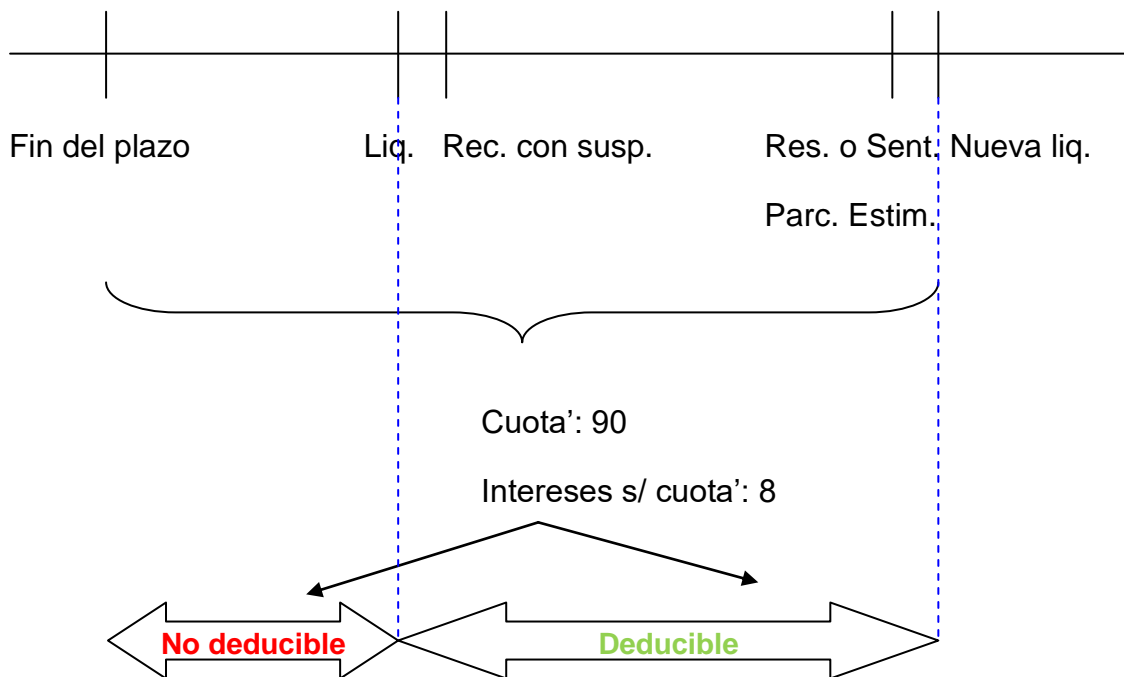 Fin del plazo Liq. Rec. con susp. Res. o Sent. Nueva liq.
Parc. Estim.
Cuota’: 90
Intereses s/ cuota’: 8
No deducible Deducible